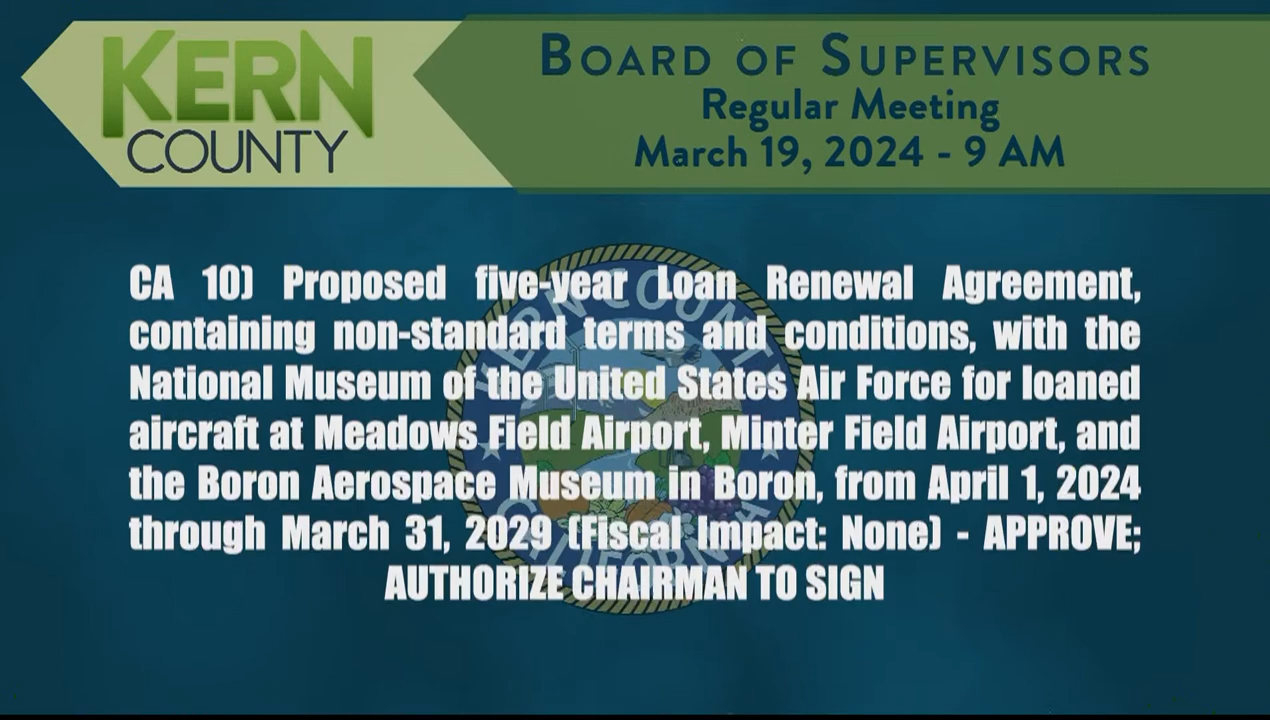 KERN
COUNTY
BOARD OF SUPERVISORS
Regular Meeting
March 19, 2024 - 9 AM
CA 10) Proposed five-year Loan Renewal Agreement,
containing non-standard terms and conditions, with the
National Museum of the United States Air Force for loaned
aircraft at Meadows Field Airport, Minter Field Airport, and
the Boron Aerospace Museum in Boron, from April 1, 2024
through March 31, 2029 (Fiscal Impact: None) - APPROVE;
AUTHORIZE CHAIRMAN TO SIGN
KERN COUNTY
CALIFORNIA